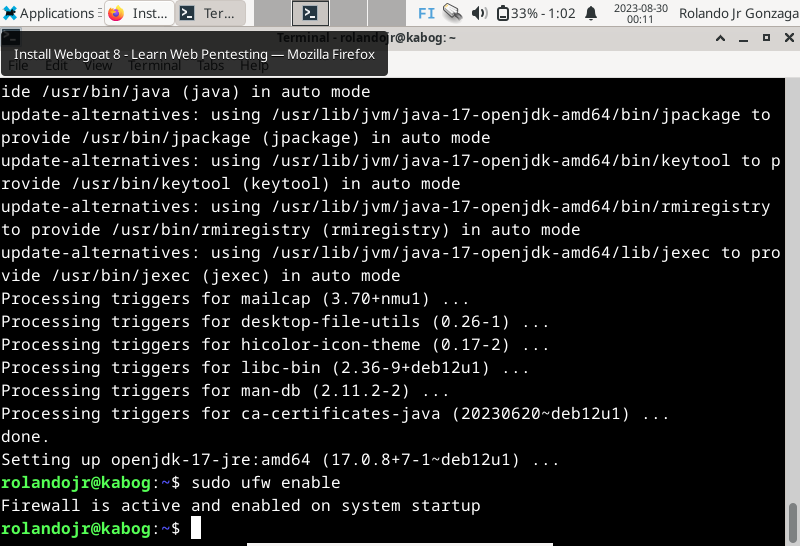 Applications
Inst...
Ter...
FI
33% - 1:02
2023-08-30
00:11
Rolando Jr Gonzaga
Terminal - rolandojr@kabog: ~
Install Webgoat 8 - Learn Web Pentesting — Mozilla Firefox
File Edit View Terminal Tabs Help
ide /usr/bin/java (java) in auto mode
update-alternatives: using /usr/lib/jvm/java-17-openjdk-amd64/bin/jpackage to
provide /usr/bin/jpackage (jpackage) in auto mode
update-alternatives: using /usr/lib/jvm/java-17-openjdk-amd64/bin/keytool to p
rovide /usr/bin/keytool (keytool) in auto mode
update-alternatives: using /usr/lib/jvm/java-17-openjdk-amd64/bin/rmiregistry
to provide /usr/bin/rmiregistry (rmiregistry) in auto mode
update-alternatives: using /usr/lib/jvm/java-17-openjdk-amd64/lib/jexec to pro
vide /usr/bin/jexec (jexec) in auto mode
Processing triggers for mailcap (3.70+nmu1) ...
Processing triggers for desktop-file-utils (0.26-1) ...
Processing triggers for hicolor-icon-theme (0.17-2) ...
Processing triggers for libc-bin (2.36-9+deb12u1) ...
Processing triggers for man-db (2.11.2-2) ...
Processing triggers for ca-certificates-java (20230620~deb12u1) ...
done.
Setting up openjdk-17-jre:amd64 (17.0.8+7-1~deb12u1) ...
rolandojr@kabog:~$ sudo ufw enable
Firewall is active and enabled on system startup
rolandojr@kabog:~$